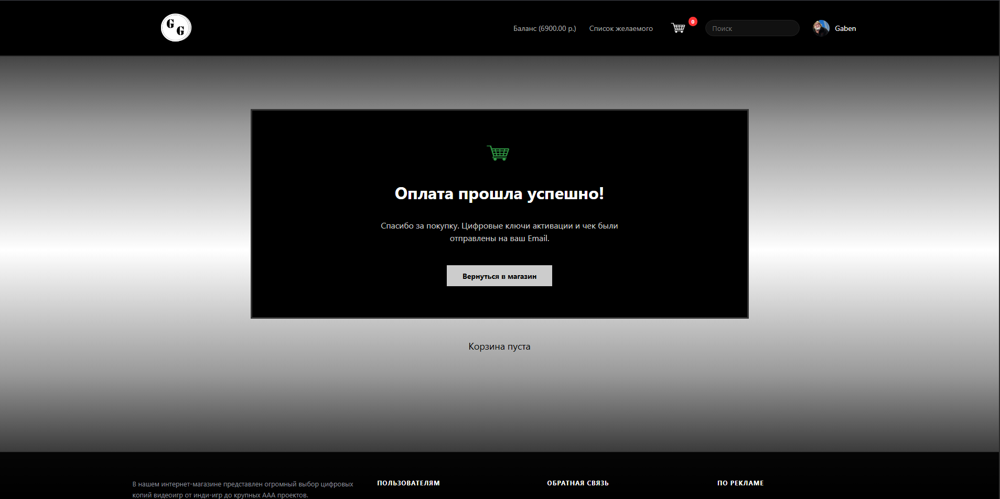 G G
Баланс (6900.00 р.)
Список желаемого
0
Поиск
Gaben
Оплата прошла успешно!
Спасибо за покупку. Цифровые ключи активации и чек были
отправлены на ваш Email.
Вернуться в магазин
Корзина пуста
В нашем интернет-магазине представлен огромный выбор цифровых
копий видеоигр от инди-игр до крупных ААА проектов.
ПОЛЬЗОВАТЕЛЯМ
ОБРАТНАЯ СВЯЗЬ
ПО РЕКЛАМЕ